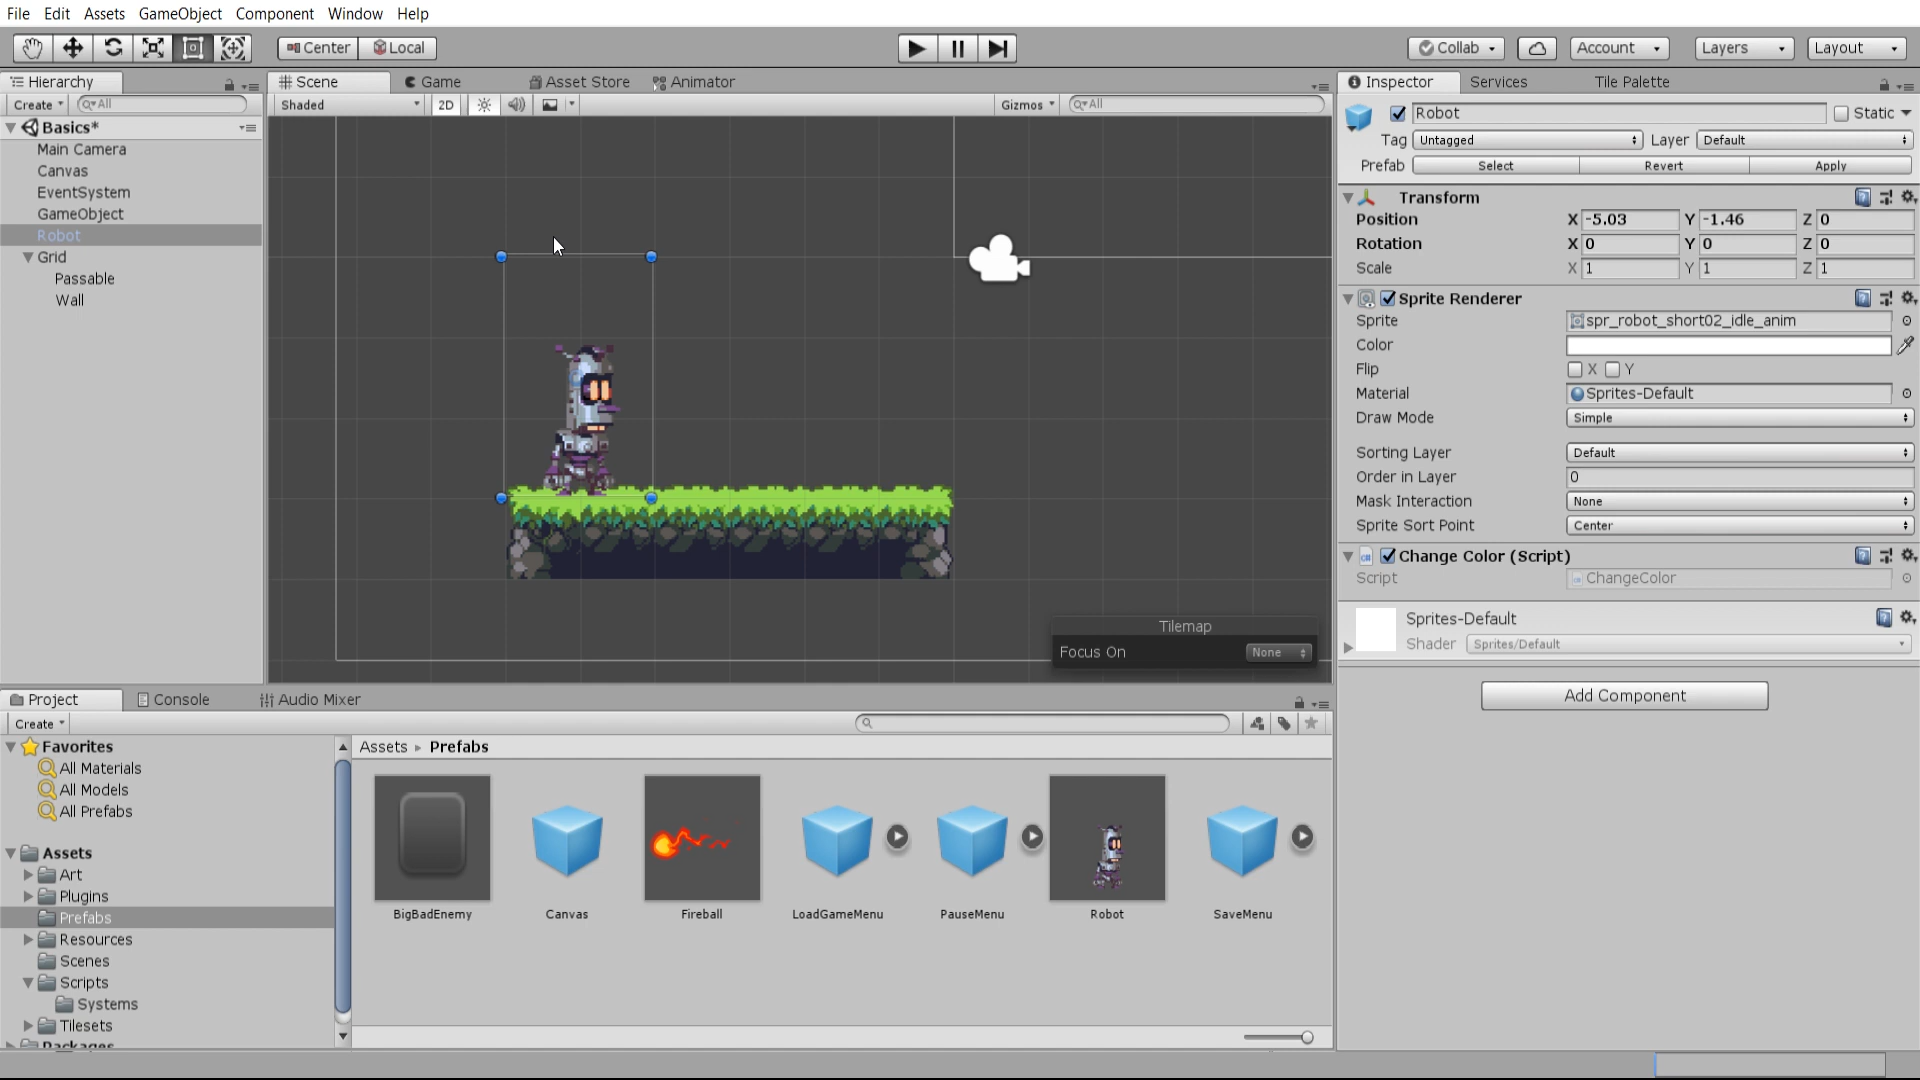 File Edit Assets GameObject Component Window Help
Center Local Collab Account Layers Layout
Hierarchy
Create All
Basics*
Main Camera
Canvas
EventSystem
GameObject
Robot
Grid
Passable
Wall
Scene Game Asset Store Animator
Shaded 2D Gizmos All
Tilemap
Focus On None
Inspector Services Tile Palette
Robot Static
Tag Untagged Layer Default
Prefab Select Revert Apply
Transform
Position X -5.03 Y -1.46 Z 0
Rotation X 0 Y 0 Z 0
Scale X 1 Y 1 Z 1
Sprite Renderer
Sprite spr_robot_short02_idle_anim
Color
Flip X Y
Material Sprites-Default
Draw Mode Simple
Sorting Layer Default
Order in Layer 0
Mask Interaction None
Sprite Sort Point Center
Change Color (Script)
Script ChangeColor
Sprites-Default
Shader Sprites/Default
Add Component
Project Console Audio Mixer
Create
Favorites
All Materials
All Models
All Prefabs
Assets
Art
Plugins
Prefabs
Resources
Scenes
Scripts
Systems
Tilesets
Packages
Assets Prefabs
BigBadEnemy Canvas Fireball LoadGameMenu PauseMenu Robot SaveMenu